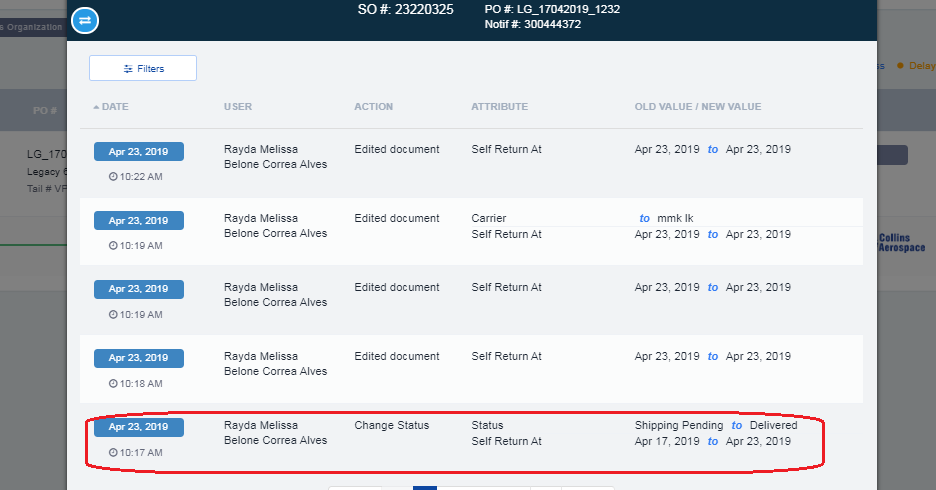 SO #: 23220325
PO #: LG_17042019_1232
Notif #: 300444372
s Organization
Filters
ss
Delay
PO #
DATE USER ACTION ATTRIBUTE OLD VALUE / NEW VALUE
LG_170
Legacy 6
Tail # VP
Collins
Aerospace
Apr 23, 2019 Rayda Melissa Edited document Self Return At Apr 23, 2019 to Apr 23, 2019
Belone Correa Alves
10:22 AM
Apr 23, 2019 Rayda Melissa Edited document Carrier to mmk lk
Belone Correa Alves Self Return At Apr 23, 2019 to Apr 23, 2019
10:19 AM
Apr 23, 2019 Rayda Melissa Edited document Self Return At Apr 23, 2019 to Apr 23, 2019
Belone Correa Alves
10:19 AM
Apr 23, 2019 Rayda Melissa Edited document Self Return At Apr 23, 2019 to Apr 23, 2019
Belone Correa Alves
10:18 AM
Apr 23, 2019 Rayda Melissa Change Status Status Shipping Pending to Delivered
Belone Correa Alves Self Return At Apr 17, 2019 to Apr 23, 2019
10:17 AM